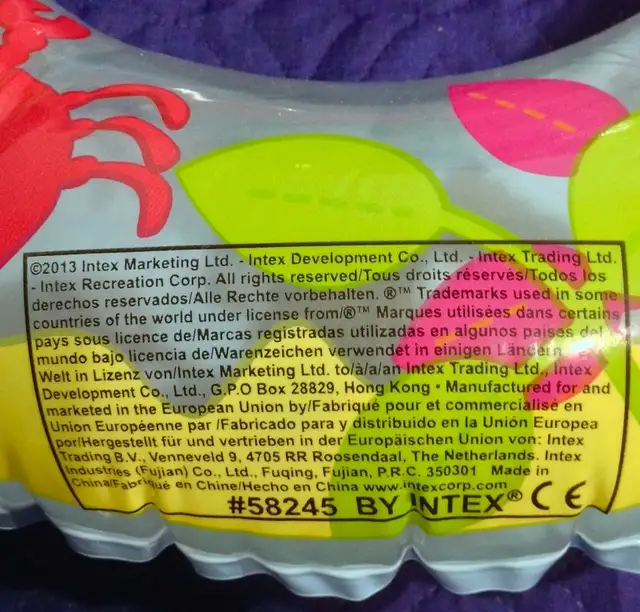 ©2013 Intex Marketing Ltd. - Intex Development Co., Ltd. - Intex Trading Ltd.
- Intex Recreation Corp. All rights reserved/Tous droits réservés/Todos los
derechos reservados/Alle Rechte vorbehalten. ®™ Trademarks used in some
countries of the world under license from/®™ Marques utilisées dans certains
pays sous licence de/Marcas registradas utilizadas en algunos países del
mundo bajo licencia de/Warenzeichen verwendet in einigen Ländern
Welt in Lizenz von/Intex Marketing Ltd. to/à/a/an Intex Trading Ltd., Intex
Development Co., Ltd., G.P.O Box 28829, Hong Kong • Manufactured for and
marketed in the European Union by/Fabriqué pour et commercialisé en
Union Européenne par /Fabricado para y distribuido en la Unión Europea
por/Hergestellt für und vertrieben in der Europäischen Union von: Intex
Trading B.V., Venneveld 9, 4705 RR Roosendaal, The Netherlands. Intex
Industries (Fujian) Co., Ltd., Fuqing, Fujian, P.R.C. 350301 Made in
China/Fabriqué en Chine/Hecho en China www.intexcorp.com
#58245 BY INTEX® CE